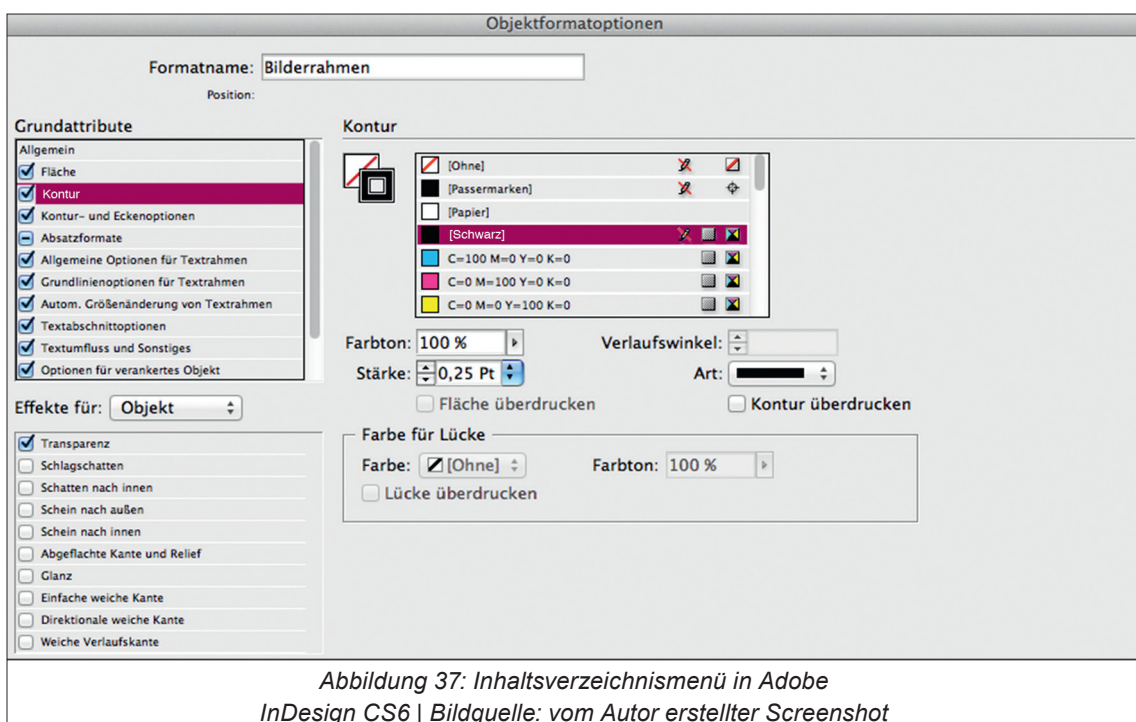 Objektformatoptionen
Formatname: Bilderrahmen
Position:
Grundattribute
Allgemein
Fläche
Kontur
Kontur- und Eckenoptionen
Absatzformate
Allgemeine Optionen für Textrahmen
Grundlinienoptionen für Textrahmen
Autom. Größenänderung von Textrahmen
Textabschnittoptionen
Textumfluss und Sonstiges
Optionen für verankertes Objekt
Effekte für: Objekt
Transparenz
Schlagschatten
Schatten nach innen
Schein nach außen
Schein nach innen
Abgeflachte Kante und Relief
Glanz
Einfache weiche Kante
Direktionale weiche Kante
Weiche Verlaufskante
Kontur
[Ohne]
[Passermarken]
[Papier]
[Schwarz]
C=100 M=0 Y=0 K=0
C=0 M=100 Y=0 K=0
C=0 M=0 Y=100 K=0
Farbton: 100 % Verlaufswinkel:
Stärke: 0,25 Pt Art:
Fläche überdrucken Kontur überdrucken
Farbe für Lücke
Farbe: [Ohne] Farbton: 100 %
Lücke überdrucken
Abbildung 37: Inhaltsverzeichnismenü in Adobe
InDesign CS6 | Bildquelle: vom Autor erstellter Screenshot